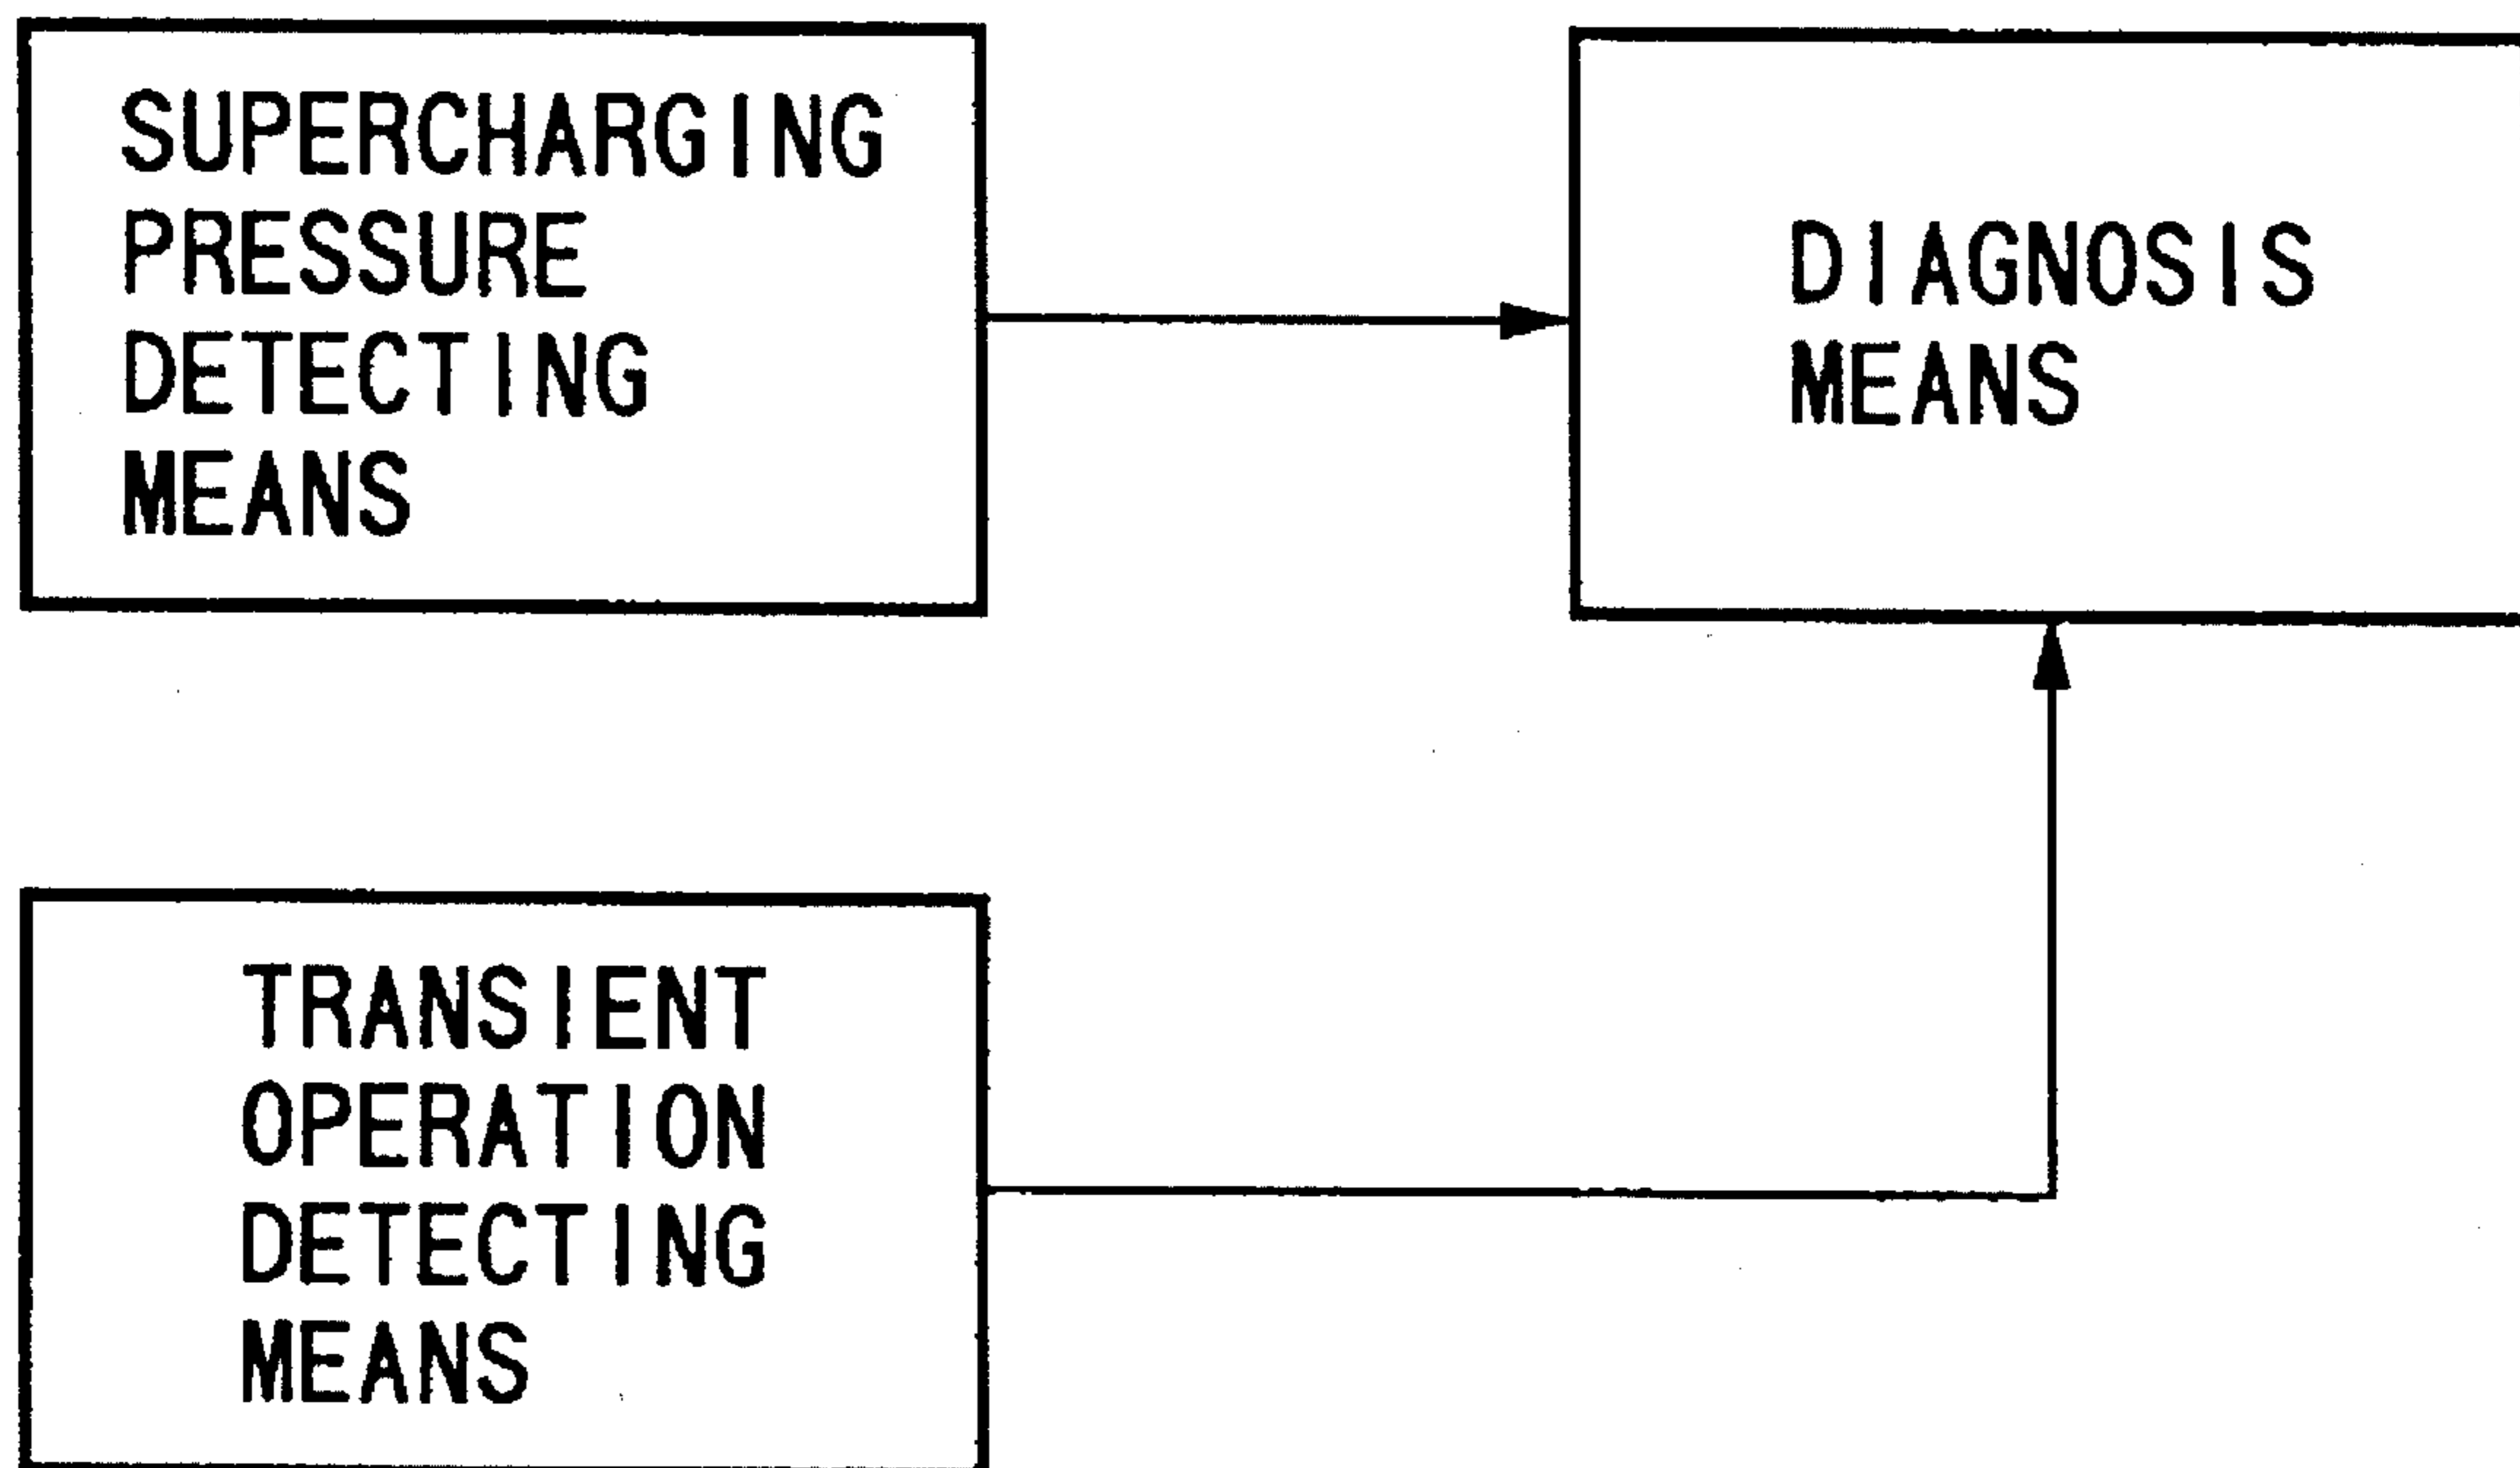 SUPERCHARGING
PRESSURE
DETECTING
MEANS
DIAGNOSIS
MEANS
TRANSIENT
OPERATION
DETECTING
MEANS